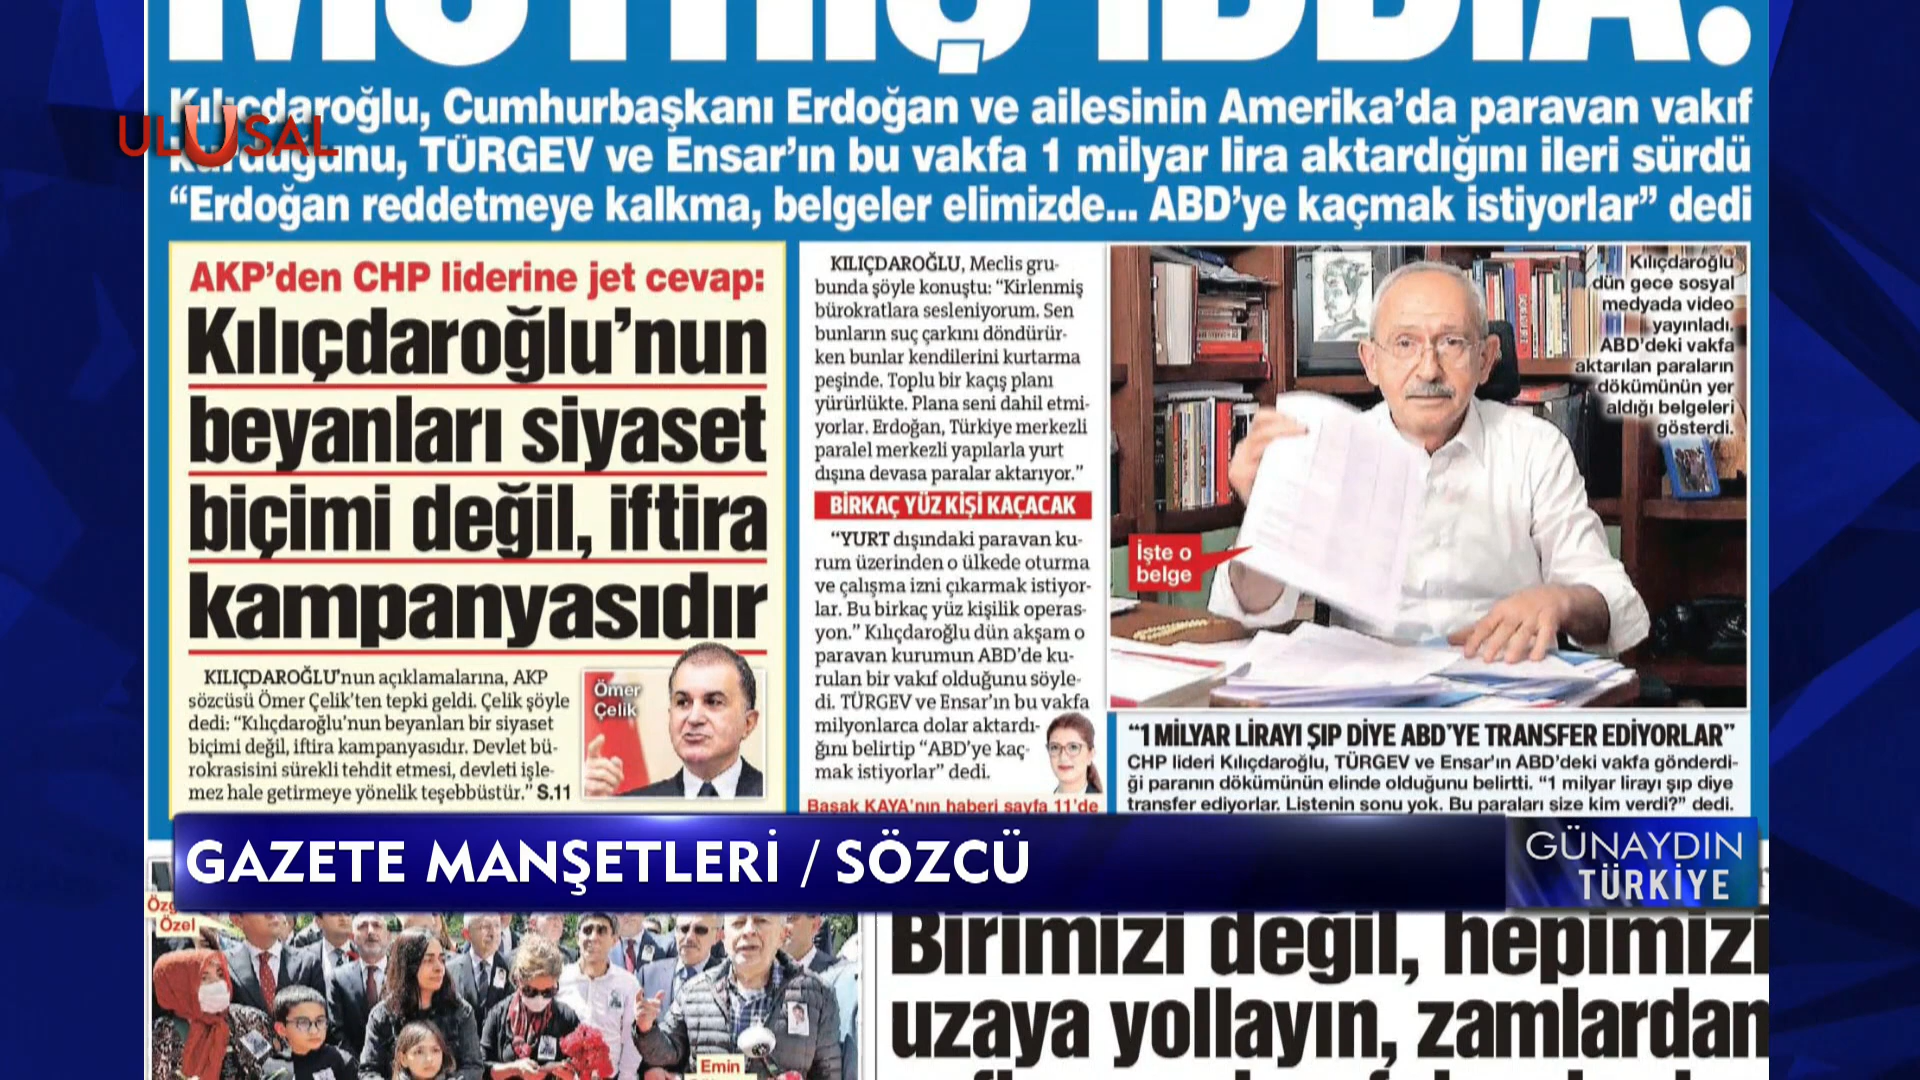 MÜTHİŞ İDDİA!
Kılıçdaroğlu, Cumhurbaşkanı Erdoğan ve ailesinin Amerika’da paravan vakıf
kurduğunu, TÜRGEV ve Ensar’ın bu vakfa 1 milyar lira aktardığını ileri sürdü
“Erdoğan reddetmeye kalkma, belgeler elimizde... ABD’ye kaçmak istiyorlar” dedi
ULUSAL
AKP’den CHP liderine jet cevap:
Kılıçdaroğlu’nun
beyanları siyaset
biçimi değil, iftira
kampanyasıdır
KILIÇDAROĞLU’nun açıklamalarına, AKP
sözcüsü Ömer Çelik’ten tepki geldi. Çelik şöyle
dedi: “Kılıçdaroğlu’nun beyanları bir siyaset
biçimi değil, iftira kampanyasıdır. Devlet bü-
rokrasisini sürekli tehdit etmesi, devleti işle-
mez hale getirmeye yönelik teşebbüstür.” S.11
Ömer
Çelik
KILIÇDAROĞLU, Meclis gru-
bunda şöyle konuştu: “Kirlenmiş
bürokratlara sesleniyorum. Sen
bunların suç çarkını döndürür-
ken bunlar kendilerini kurtarma
peşinde. Toplu bir kaçış planı
yürürlükte. Plana seni dahil etmi-
yorlar. Erdoğan, Türkiye merkezli
paralel merkezli yapılarla yurt
dışına devasa paralar aktarıyor.”
BİRKAÇ YÜZ KİŞİ KAÇACAK
“YURT dışındaki paravan ku-
rum üzerinden o ülkede oturma
ve çalışma izni çıkarmak istiyor-
lar. Bu birkaç yüz kişilik operas-
yon.” Kılıçdaroğlu dün akşam o
paravan kurumun ABD’de ku-
rulan bir vakıf olduğunu söyle-
di. TÜRGEV ve Ensar’ın bu vakfa
milyonlarca dolar aktardı-
ğını belirtip “ABD’ye kaç-
mak istiyorlar” dedi.
Başak KAYA’nın haberi sayfa 11’de
Kılıçdaroğlu
dün gece sosyal
medyada video
yayınladı.
ABD’deki vakfa
aktarılan paraların
dökümünün yer
aldığı belgeleri
gösterdi.
İşte o
belge
“1 MİLYAR LİRAYI ŞIP DİYE ABD’YE TRANSFER EDİYORLAR”
CHP lideri Kılıçdaroğlu, TÜRGEV ve Ensar’ın ABD’deki vakfa gönderdi-
ği paranın dökümünün elinde olduğunu belirtti. “1 milyar lirayı şıp diye
transfer ediyorlar. Listenin sonu yok. Bu paraları size kim verdi?” dedi.
GAZETE MANŞETLERİ / SÖZCÜ
GÜNAYDIN
TÜRKİYE
Özel
Emin
Birimizi değil, hepimizi
uzaya yollayın, zamlardan